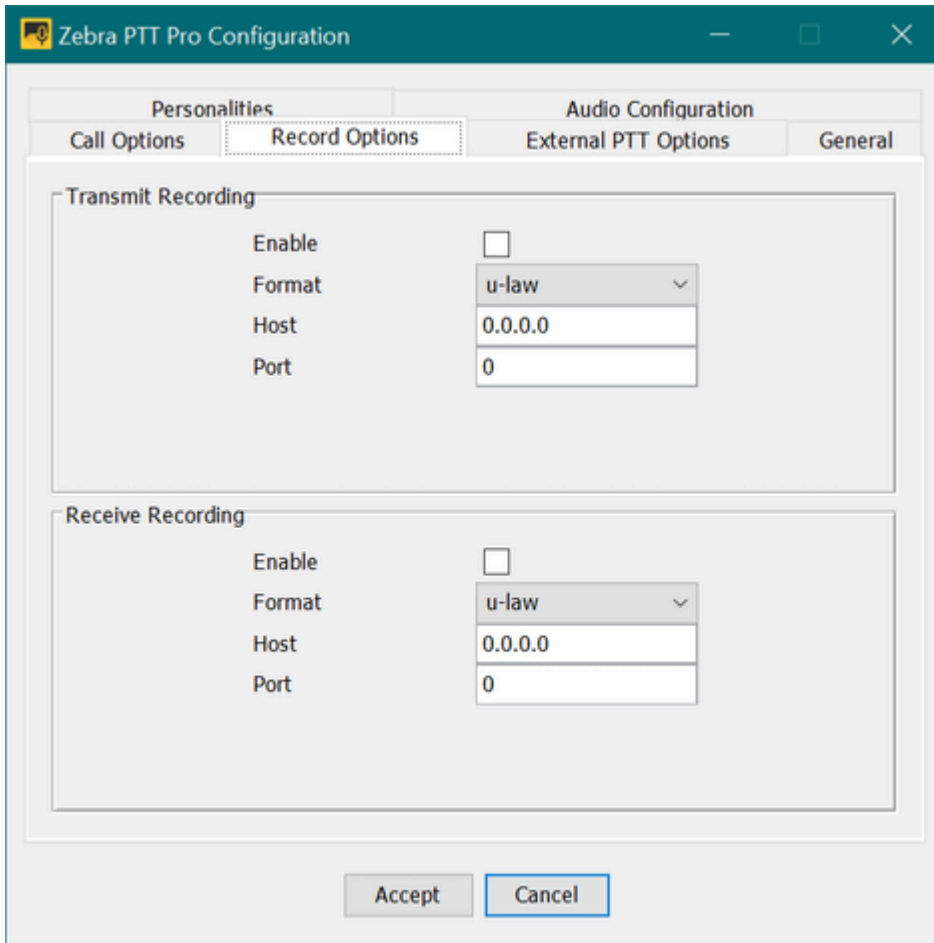 Zebra PTT Pro Configuration
Personalities Audio Configuration
Call Options Record Options External PTT Options General
Transmit Recording
Enable
Format u-law
Host 0.0.0.0
Port 0
Receive Recording
Enable
Format u-law
Host 0.0.0.0
Port 0
Accept Cancel